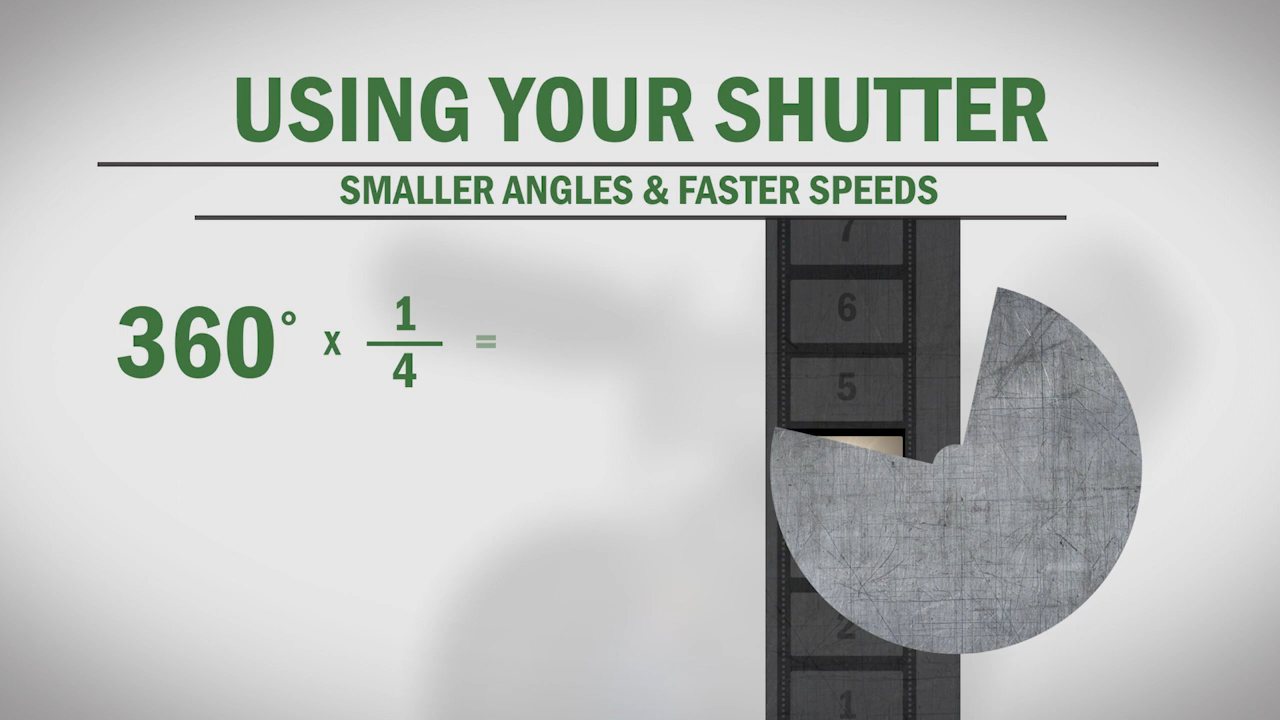 USING YOUR SHUTTER
SMALLER ANGLES & FASTER SPEEDS
7
6
360° x 1/4 =
5
2
1